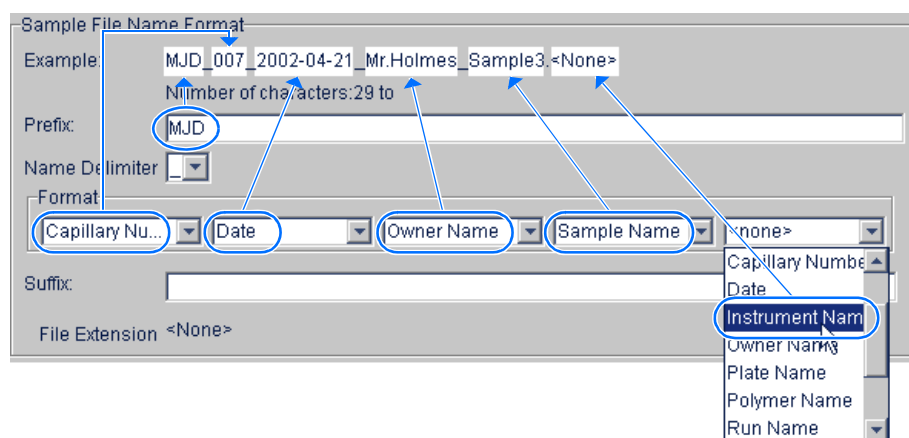 Sample File Name Format
Example: MJD_007_2002-04-21_Mr.Holmes_Sample3.<None>
Number of characters:29 to
Prefix: MJD
Name Delimiter _
Format
Capillary Nu... Date Owner Name Sample Name <none>
Capillary Numbe
Suffix: Date
Instrument Nam
File Extension <None>
Owner Name
Plate Name
Polymer Name
Run Name